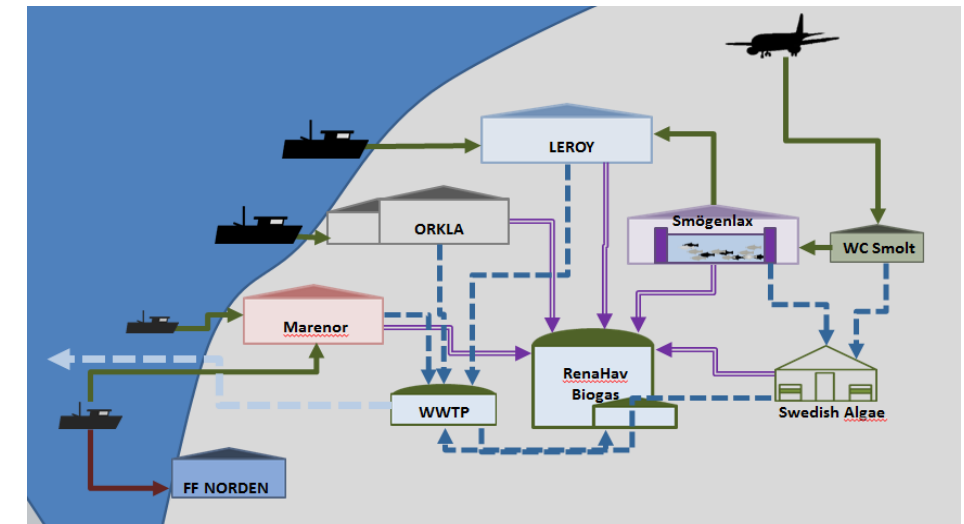 LEROY
Smögenlax
ORKLA
WC Smolt
Marenor
RenaHav
Biogas
WWTP
Swedish Algae
FF NORDEN